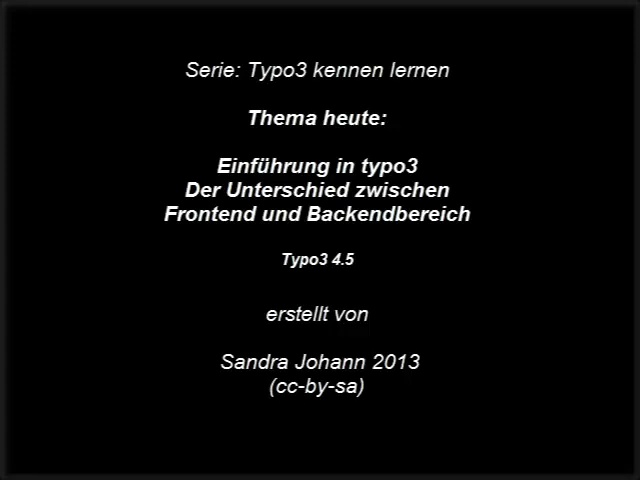 Serie: Typo3 kennen lernen
Thema heute:
Einführung in typo3
Der Unterschied zwischen
Frontend und Backendbereich
Typo3 4.5
erstellt von
Sandra Johann 2013
(cc-by-sa)